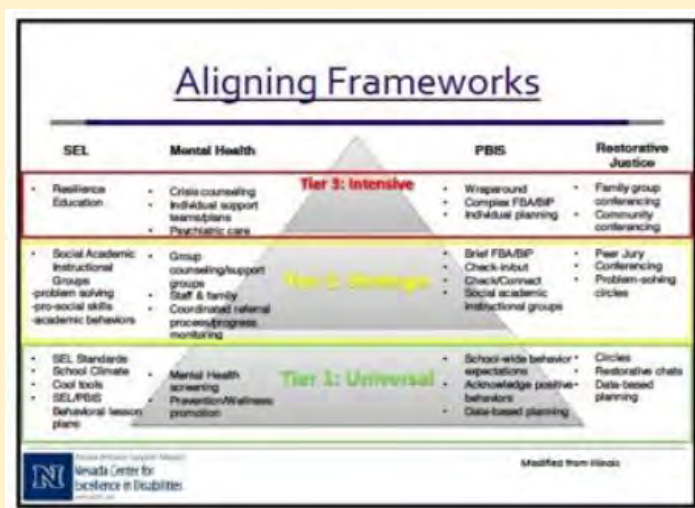 Aligning Frameworks
SEL
Mental Health
PBIS
Restorative
Justice
Tier 3: Intensive
• Resilience
Education
• Crisis counseling
• Individual support
teams/plans
• Psychiatric care
• Wraparound
• Complex FBA/BIP
• Individual planning
• Family group
conferencing
• Community
conferencing
Tier 2: Strategic
• Social Academic
Instructional
Groups
-problem solving
-pro-social skills
-academic behaviors
• Group
counseling/support
groups
• Staff & family
• Coordinated referral
process/progress
monitoring
• Brief FBA/BIP
• Check-in/out
• Check/Connect
• Social academic
instructional groups
• Peer Jury
• Conferencing
• Problem-solving
circles
Tier 1: Universal
• SEL Standards
• School Climate
• Cool tools
• SEL/PBIS
Behavioral lesson
plans
• Mental Health
screening
• Prevention/Wellness
promotion
• School-wide behavior
expectations
• Acknowledge positive
behaviors
• Data-based planning
• Circles
• Restorative chats
• Data-based
planning
N
Nevada Center for
Excellence in Disabilities
Modified from Illinois